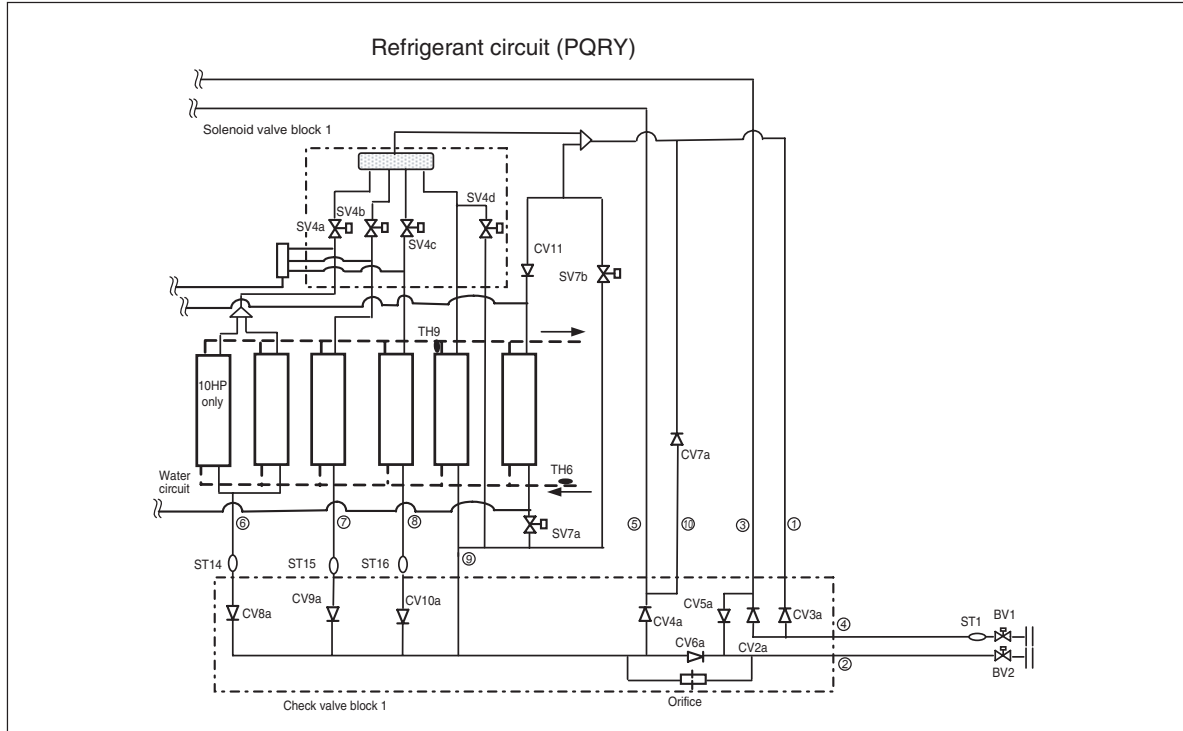 Refrigerant circuit (PQRY)
Solenoid valve block 1
SV4d
SV4b
SV4a
SV4c
CV11
SV7b
TH9
10HP
only
CV7a
Water
circuit
TH6
⑥
⑦
⑧
⑤
⑩
③
①
SV7a
⑨
ST14
ST15
ST16
CV8a
CV9a
CV10a
CV4a
CV5a
CV3a
④
ST1
BV1
CV6a
CV2a
②
BV2
Orifice
Check valve block 1